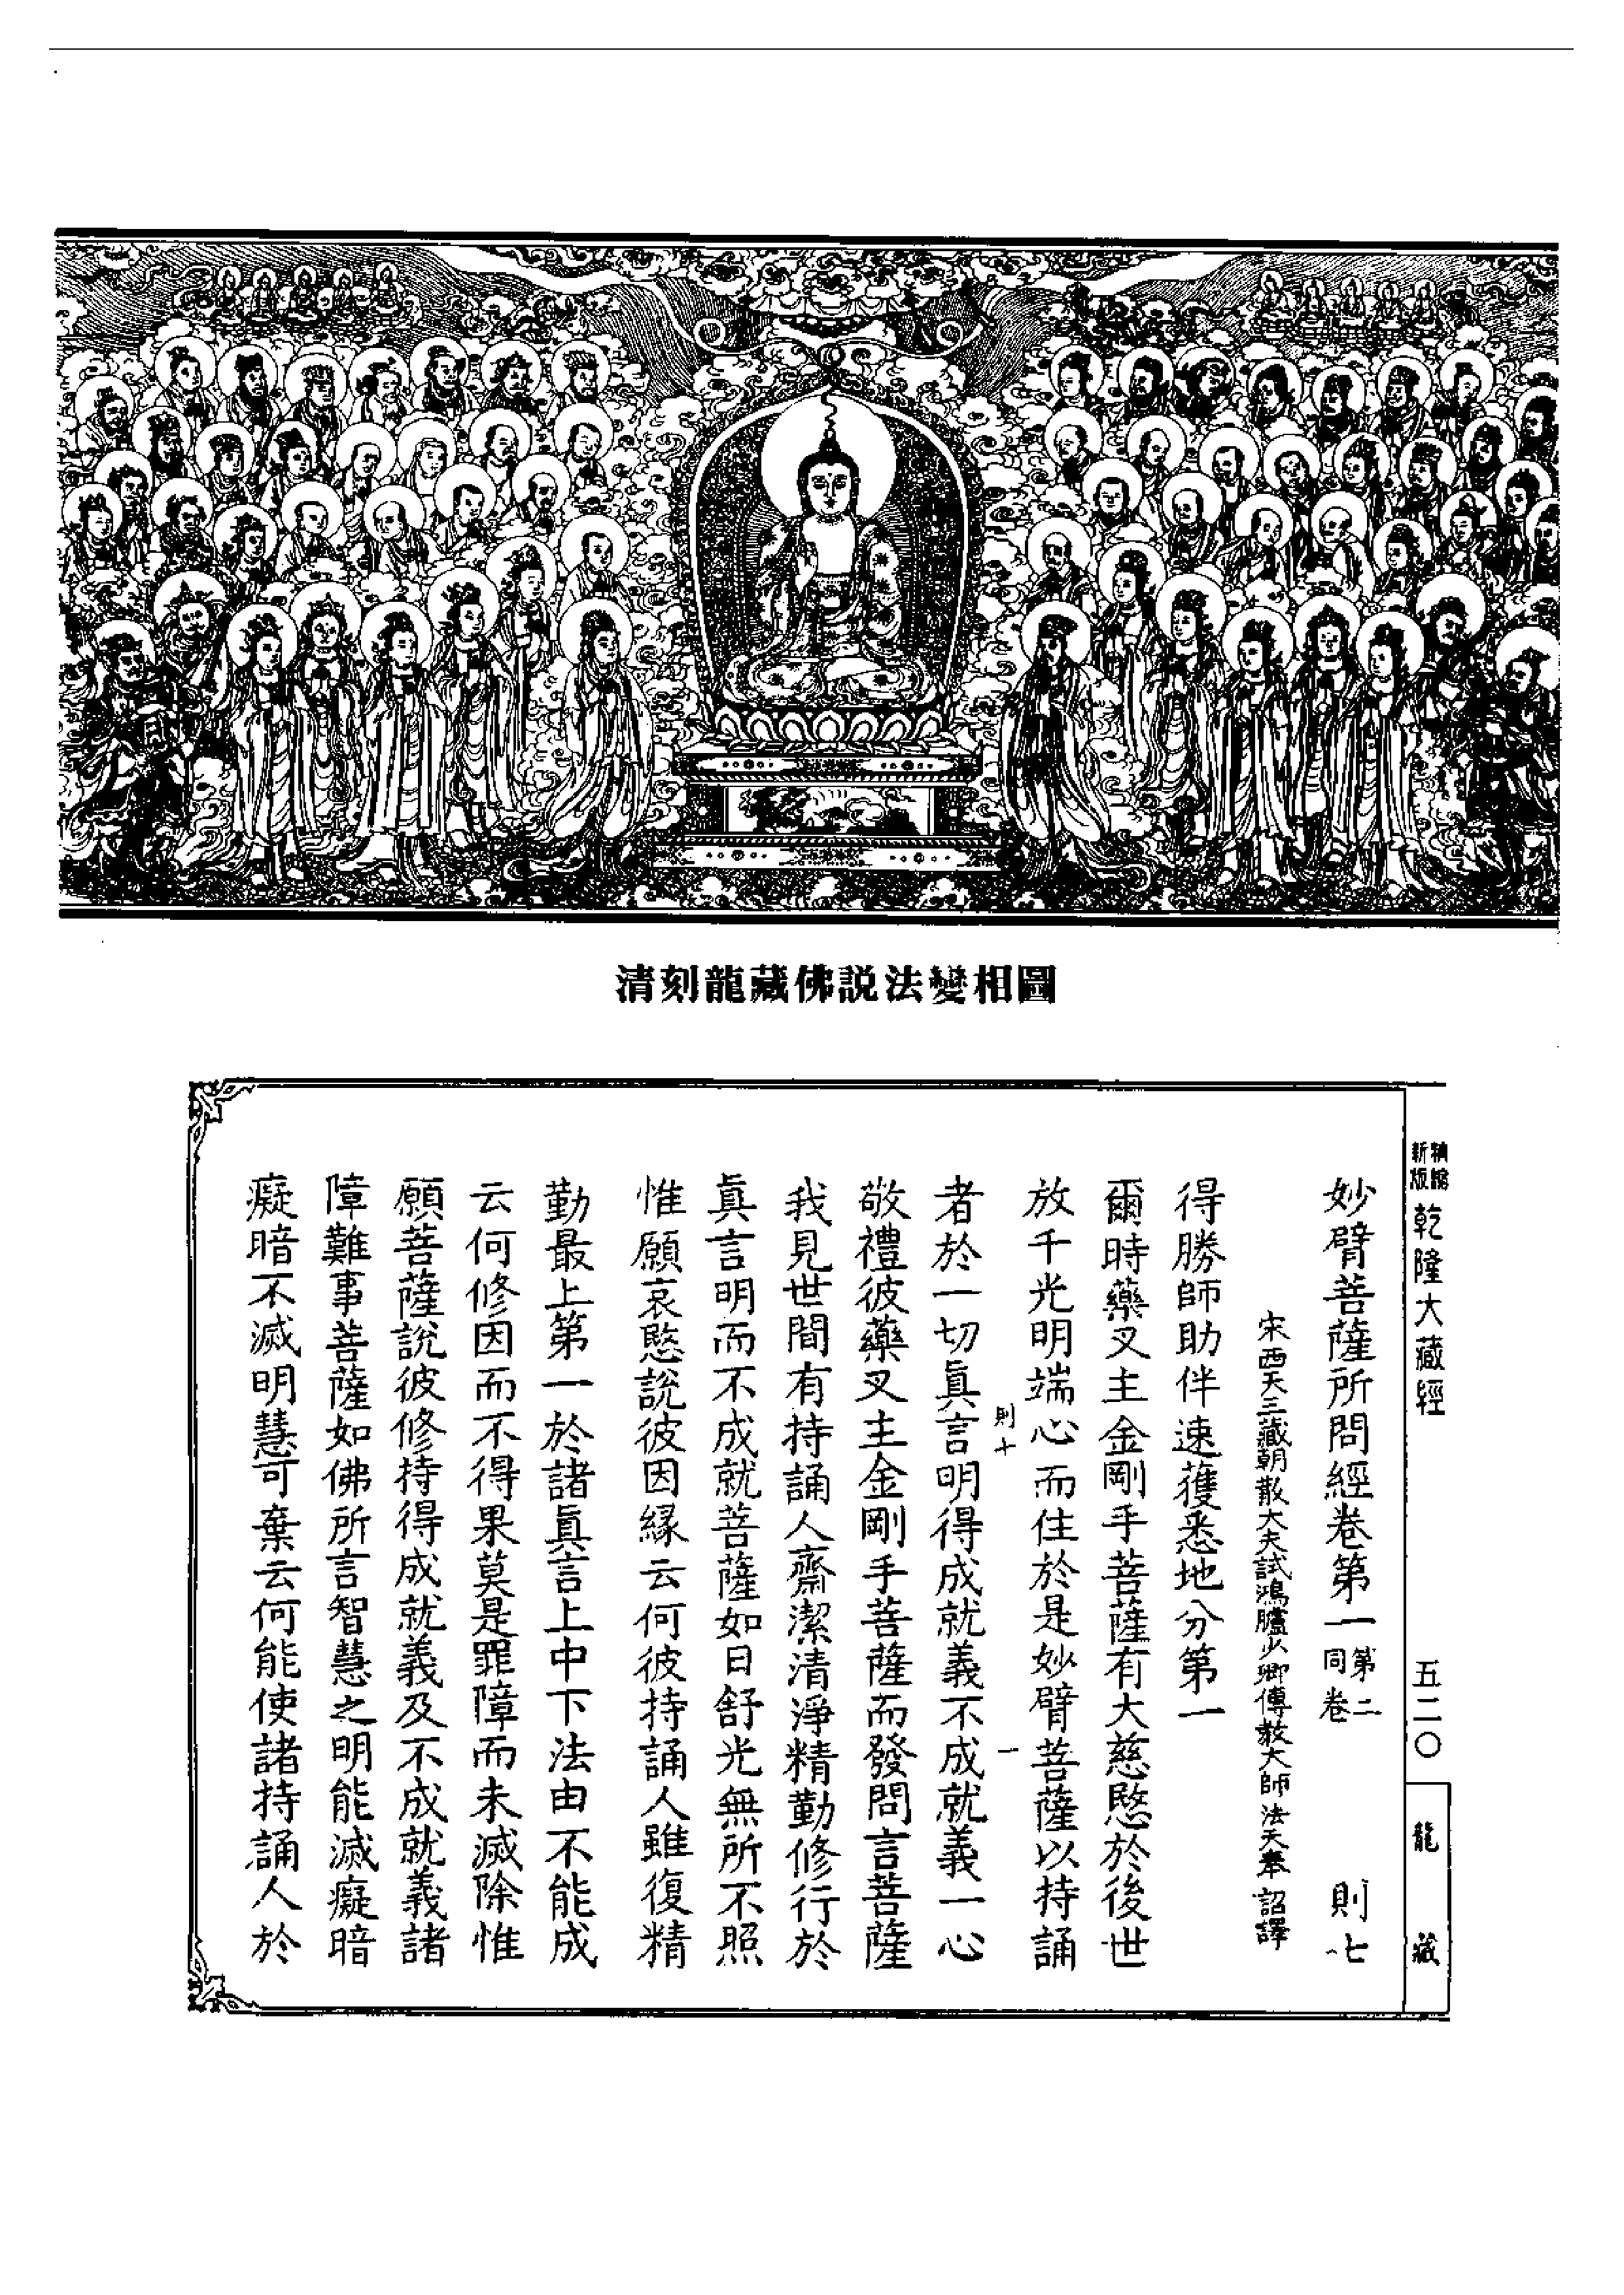 清刻龍藏佛説法變相圖
新版
精縮
乾隆大藏經
五二〇
龍藏
妙臂菩薩所問經卷第一
第二
同卷
則七
宋西天三藏朝散大夫試鴻臚少卿傳教大師法天奉 詔譯
得勝師助伴速獲悉地分第一
爾時藥叉主金剛手菩薩有大慈愍於後世
放千光明端心而住於是妙臂菩薩以持誦
則十
一
者於一切眞言明得成就義不成就義一心
敬禮彼藥叉主金剛手菩薩而發問言菩薩
我見世間有持誦人齋潔清淨精勤修行於
眞言明而不成就菩薩如日舒光無所不照
惟願哀愍說彼因緣云何彼持誦人雖復精
勤最上第一於諸眞言上中下法由不能成
云何修因而不得果莫是罪障而未滅除惟
願菩薩說彼修持得成就義及不成就義諸
障難事菩薩如佛所言智慧之明能滅癡暗
癡暗不滅明慧可棄云何能使諸持誦人於